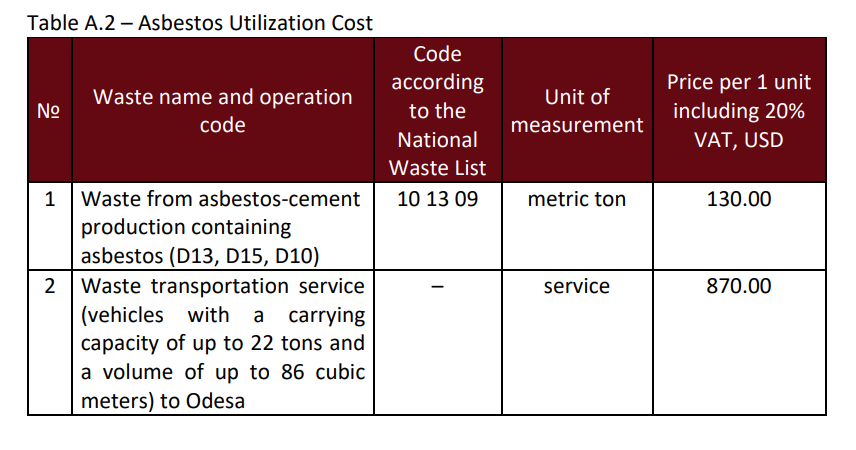 Table A.2 – Asbestos Utilization Cost
№
Waste name and operation
code
Code
according
to the
National
Waste List
Unit of
measurement
Price per 1 unit
including 20%
VAT, USD
1
Waste from asbestos-cement
production containing
asbestos (D13, D15, D10)
10 13 09
metric ton
130.00
2
Waste transportation service
(vehicles with a carrying
capacity of up to 22 tons and
a volume of up to 86 cubic
meters) to Odesa
–
service
870.00